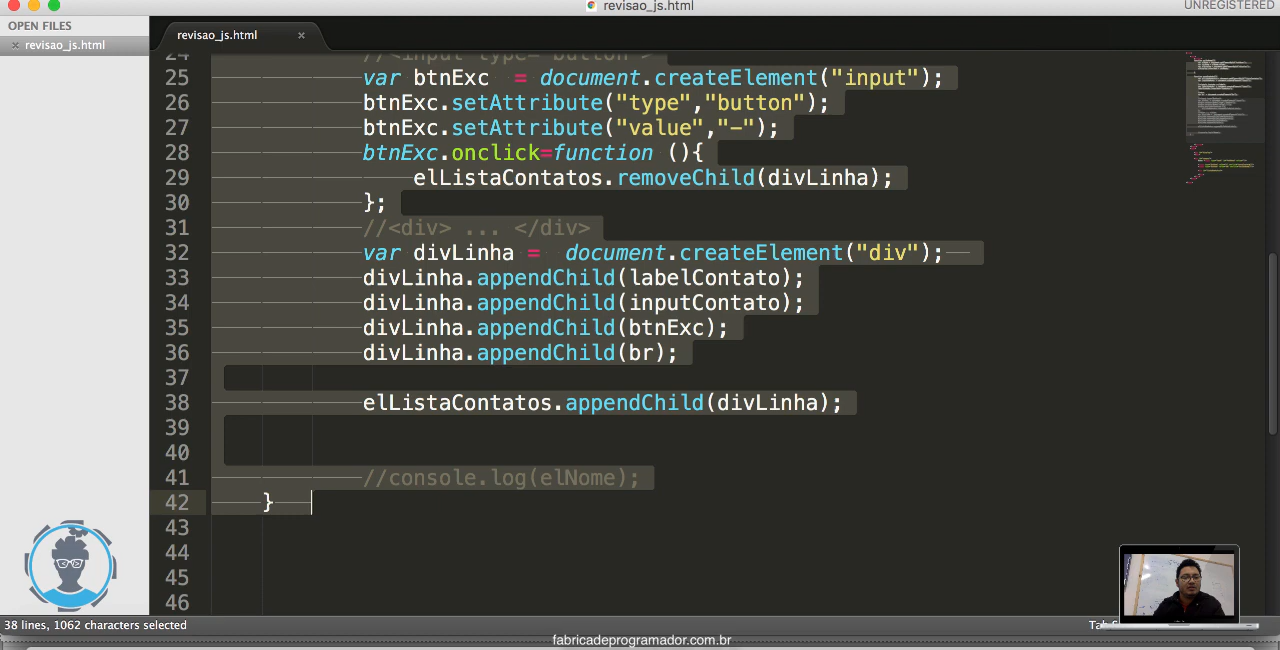 revisao_js.html
UNREGISTERED
OPEN FILES
× revisao_js.html
revisao_js.html ×
24 //<input type="button">
25 var btnExc = document.createElement("input");
26 btnExc.setAttribute("type","button");
27 btnExc.setAttribute("value","-");
28 btnExc.onclick=function (){
29 elListaContatos.removeChild(divLinha);
30 };
31 //<div> ... </div>
32 var divLinha = document.createElement("div");
33 divLinha.appendChild(labelContato);
34 divLinha.appendChild(inputContato);
35 divLinha.appendChild(btnExc);
36 divLinha.appendChild(br);
37
38 elListaContatos.appendChild(divLinha);
39
40
41 //console.log(elNome);
42 }
43
44
45
46
38 lines, 1062 characters selected
fabricadeprogramador.com.br